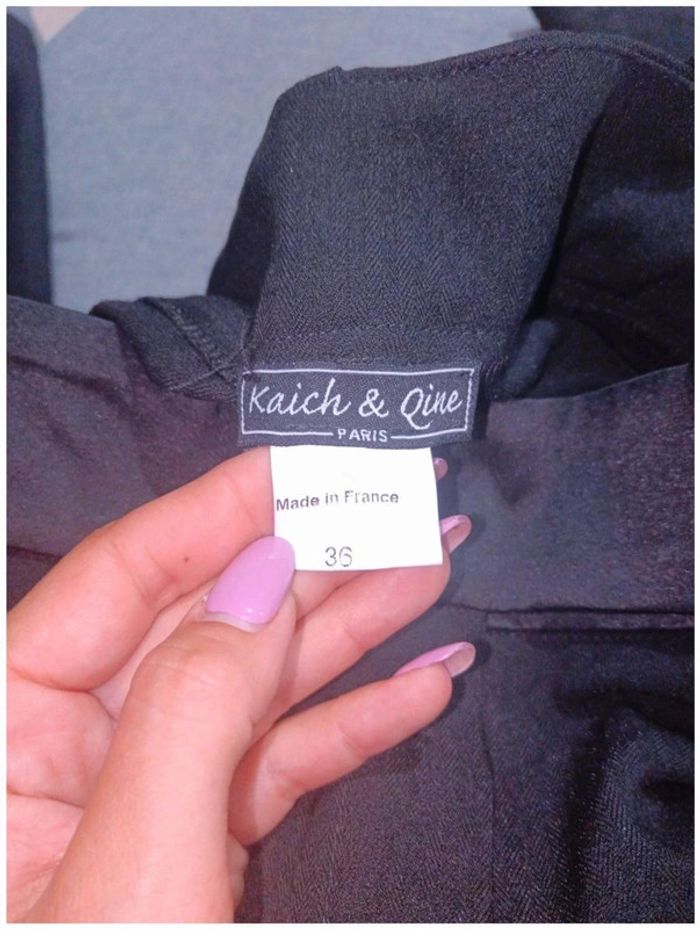 Kaich & Qine
PARIS
Made in France
36